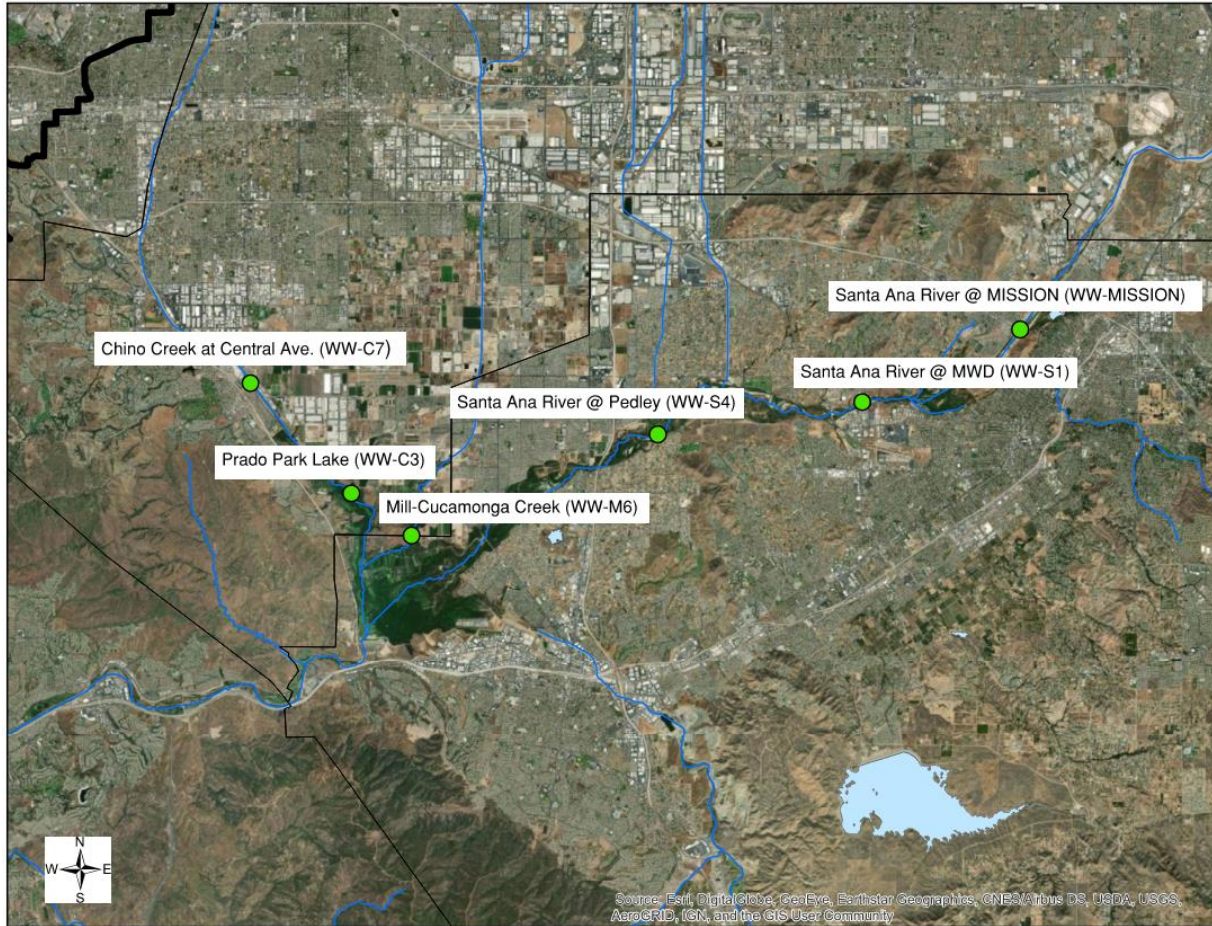 Santa Ana River @ MISSION (WW-MISSION)
Chino Creek at Central Ave. (WW-C7)
Santa Ana River @ MWD (WW-S1)
Santa Ana River @ Pedley (WW-S4)
Prado Park Lake (WW-C3)
Mill-Cucamonga Creek (WW-M6)
N
W E
S
Source: Esri, DigitalGlobe, GeoEye, Earthstar Geographics, CNES/Airbus DS, USDA, USGS,
AeroGRID, IGN, and the GIS User Community